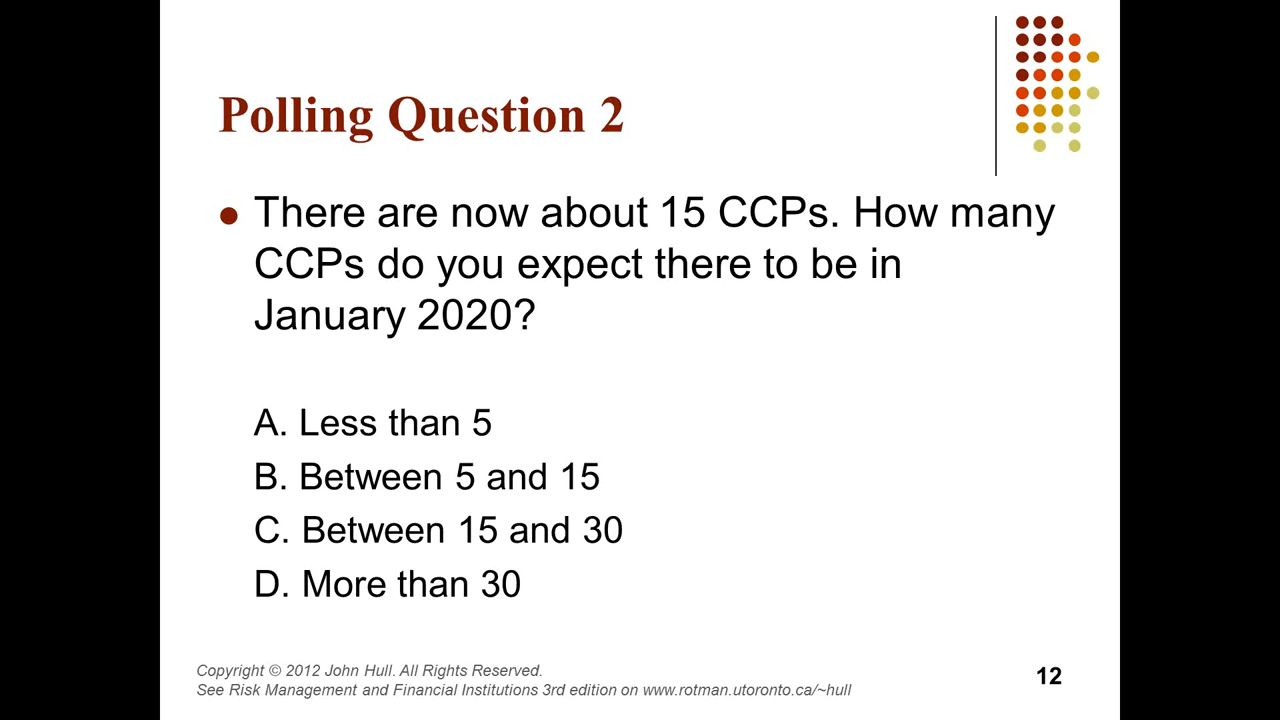 Polling Question 2
There are now about 15 CCPs. How many
CCPs do you expect there to be in
January 2020?
A. Less than 5
B. Between 5 and 15
C. Between 15 and 30
D. More than 30
Copyright © 2012 John Hull. All Rights Reserved.
See Risk Management and Financial Institutions 3rd edition on www.rotman.utoronto.ca/~hull
12